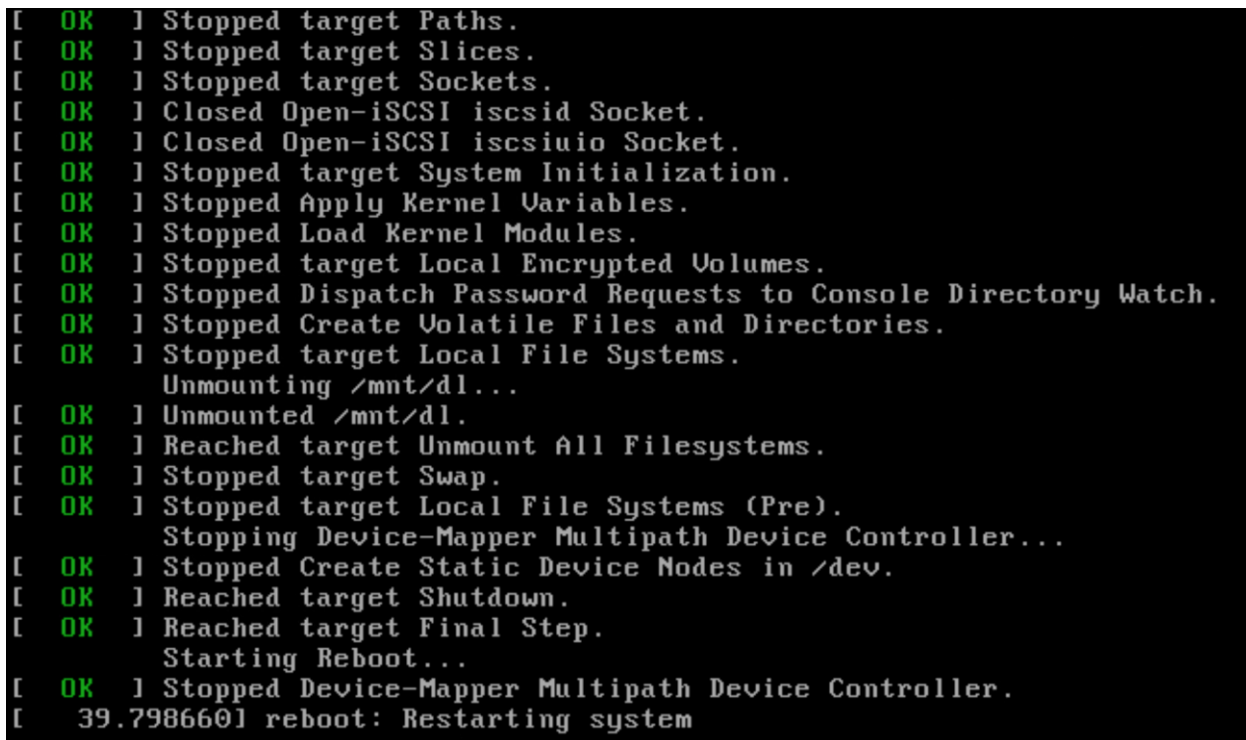 [  OK  ] Stopped target Paths.
[  OK  ] Stopped target Slices.
[  OK  ] Stopped target Sockets.
[  OK  ] Closed Open-iSCSI iscsid Socket.
[  OK  ] Closed Open-iSCSI iscsiuio Socket.
[  OK  ] Stopped target System Initialization.
[  OK  ] Stopped Apply Kernel Variables.
[  OK  ] Stopped Load Kernel Modules.
[  OK  ] Stopped target Local Encrypted Volumes.
[  OK  ] Stopped Dispatch Password Requests to Console Directory Watch.
[  OK  ] Stopped Create Volatile Files and Directories.
[  OK  ] Stopped target Local File Systems.
         Unmounting /mnt/dl...
[  OK  ] Unmounted /mnt/dl.
[  OK  ] Reached target Unmount All Filesystems.
[  OK  ] Stopped target Swap.
[  OK  ] Stopped target Local File Systems (Pre).
         Stopping Device-Mapper Multipath Device Controller...
[  OK  ] Stopped Create Static Device Nodes in /dev.
[  OK  ] Reached target Shutdown.
[  OK  ] Reached target Final Step.
         Starting Reboot...
[  OK  ] Stopped Device-Mapper Multipath Device Controller.
[   39.798660] reboot: Restarting system